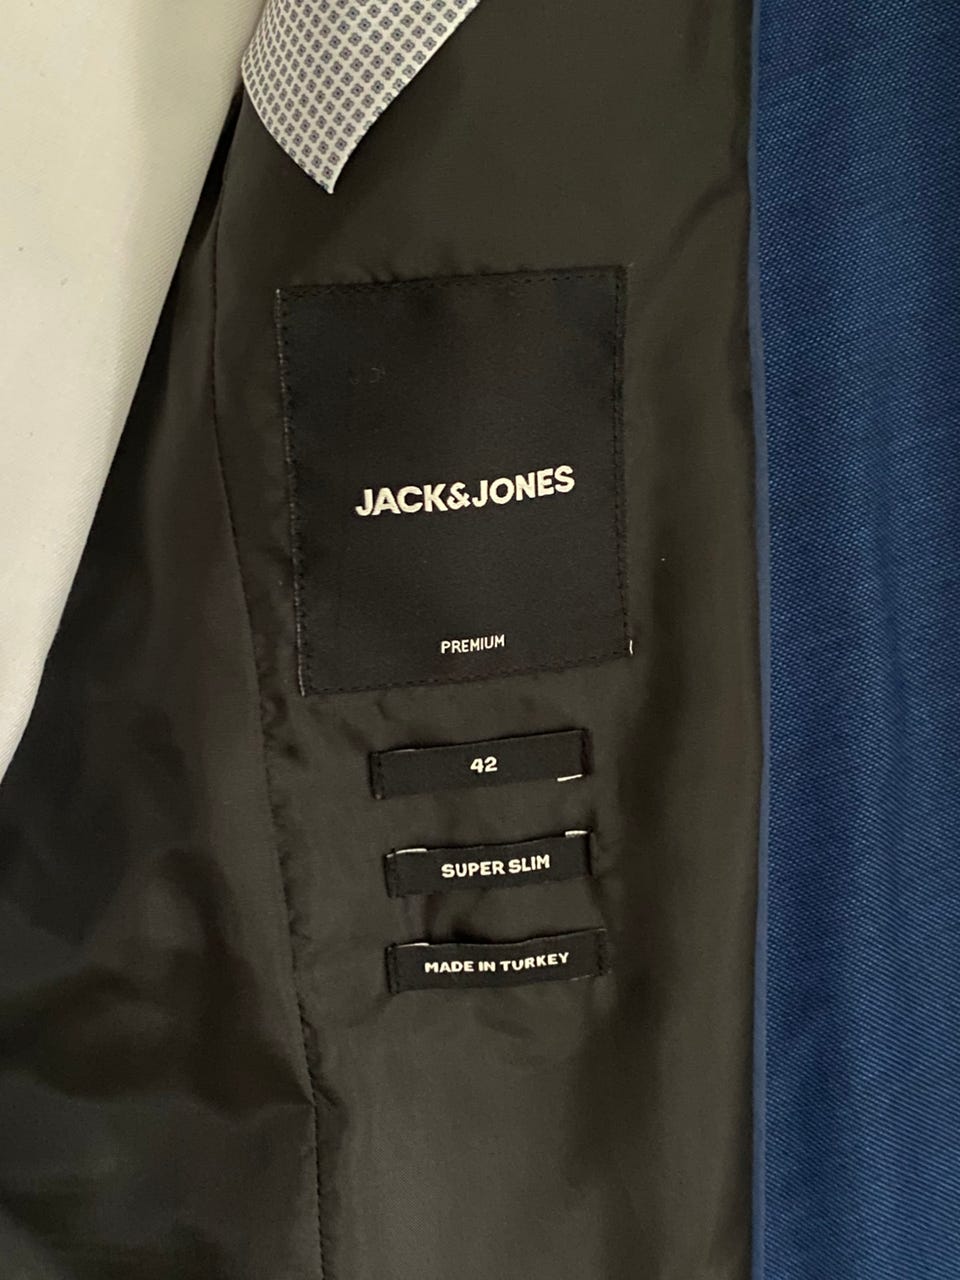 JACK&JONES
PREMIUM
42
SUPER SLIM
MADE IN TURKEY